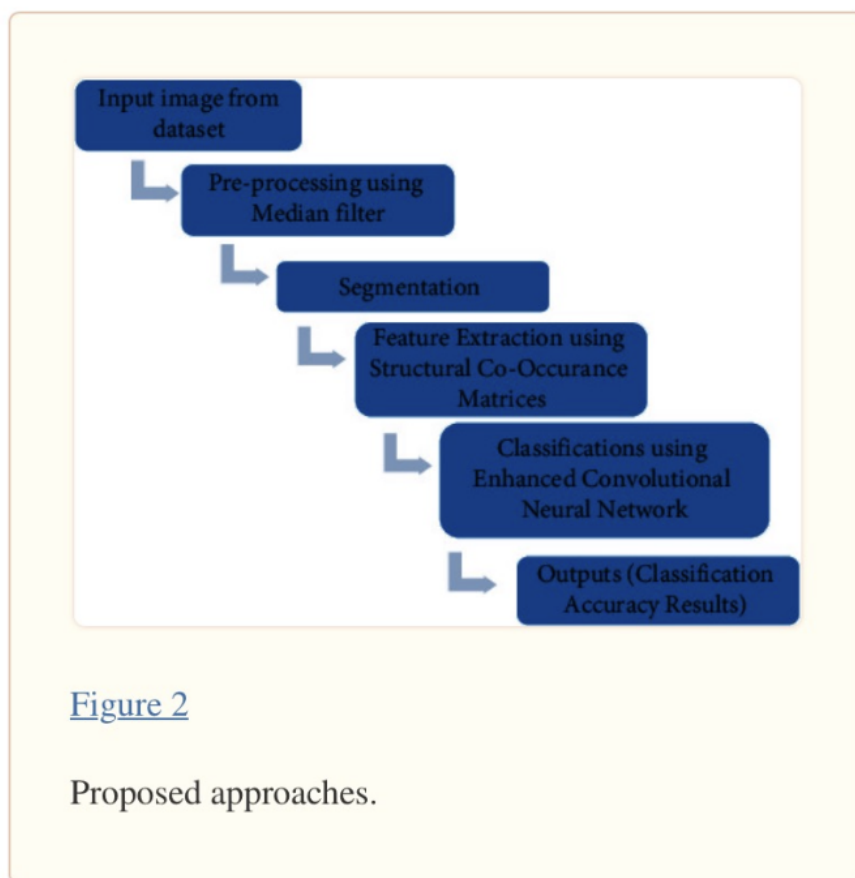 Input image from
dataset
Pre-processing using
Median filter
Segmentation
Feature Extraction using
Structural Co-Occurance
Matrices
Classifications using
Enhanced Convolutional
Neural Network
Outputs (Classification
Accuracy Results)
Figure 2
Proposed approaches.